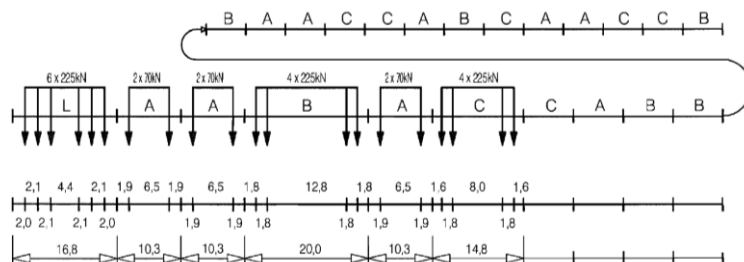 B A A C C A B C A A C C B
6 x 225kN 2 x 70kN 2 x 70kN 4 x 225kN 2 x 70kN 4 x 225kN
L A A B A C C A B B
2,1 4,4 2,1 1,9 6,5 1,9 6,5 1,8 12,8 1,8 6,5 1,6 8,0 1,6
2,0 2,1 2,1 2,0 1,9 1,9 1,8 1,8 1,9 1,9 1,8 1,8
16,8 10,3 10,3 20,0 10,3 14,8